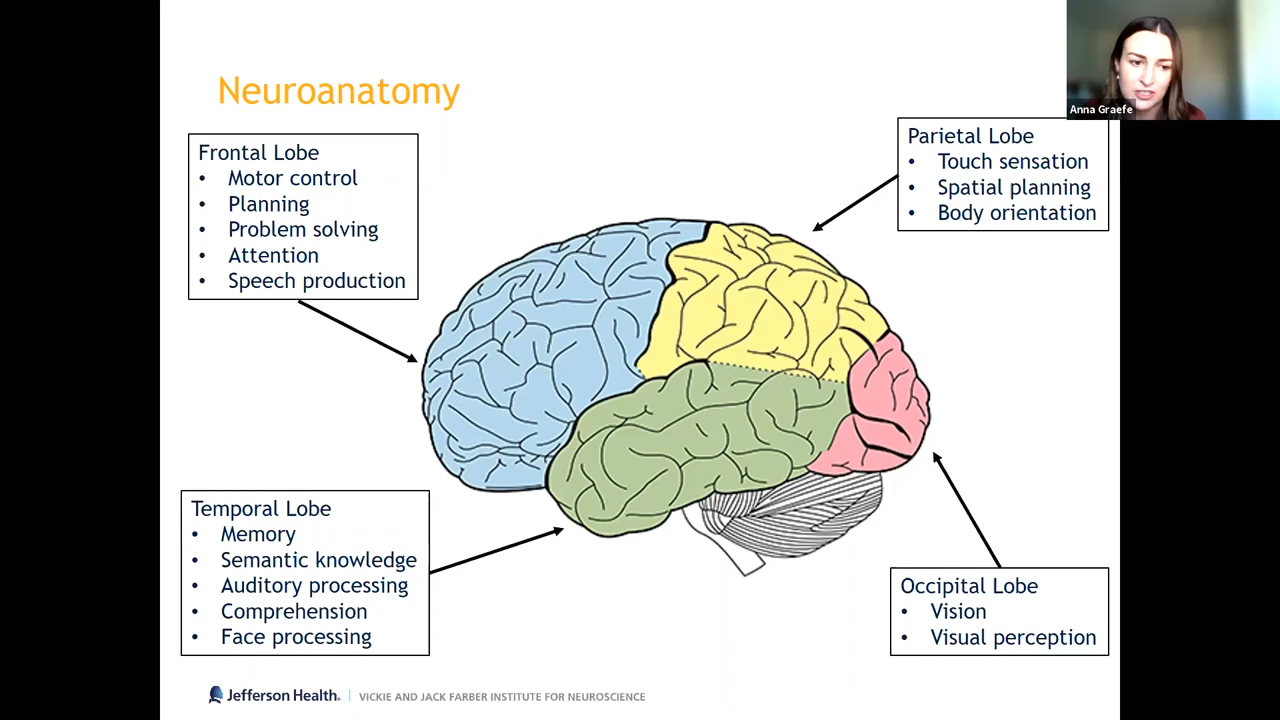 Neuroanatomy
Anna Graefe
Frontal Lobe
• Motor control
• Planning
• Problem solving
• Attention
• Speech production
Parietal Lobe
• Touch sensation
• Spatial planning
• Body orientation
Temporal Lobe
• Memory
• Semantic knowledge
• Auditory processing
• Comprehension
• Face processing
Occipital Lobe
• Vision
• Visual perception
Jefferson Health® | VICKIE AND JACK FARBER INSTITUTE FOR NEUROSCIENCE